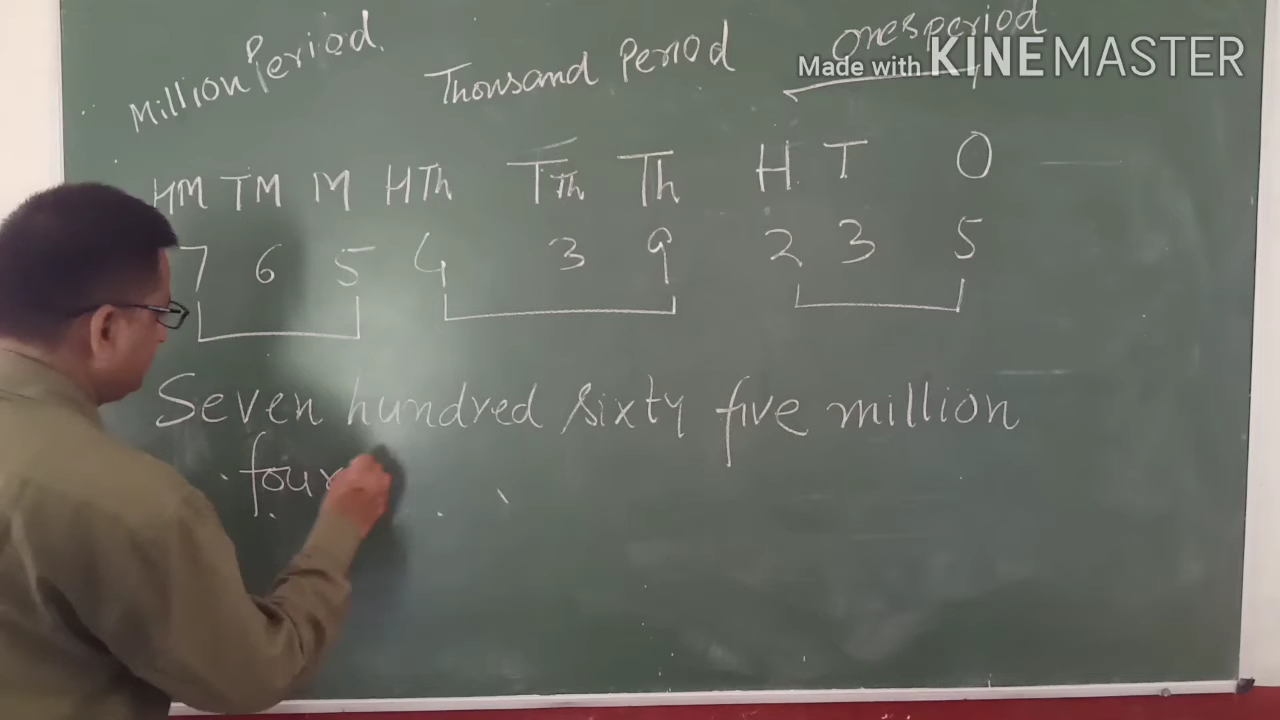 Million Period. Thousand Period Ones period
Made with KINEMASTER
HM TM M HTh TTh Th H T O
7 6 5 4 3 9 2 3 5
Seven hundred sixty five million
four